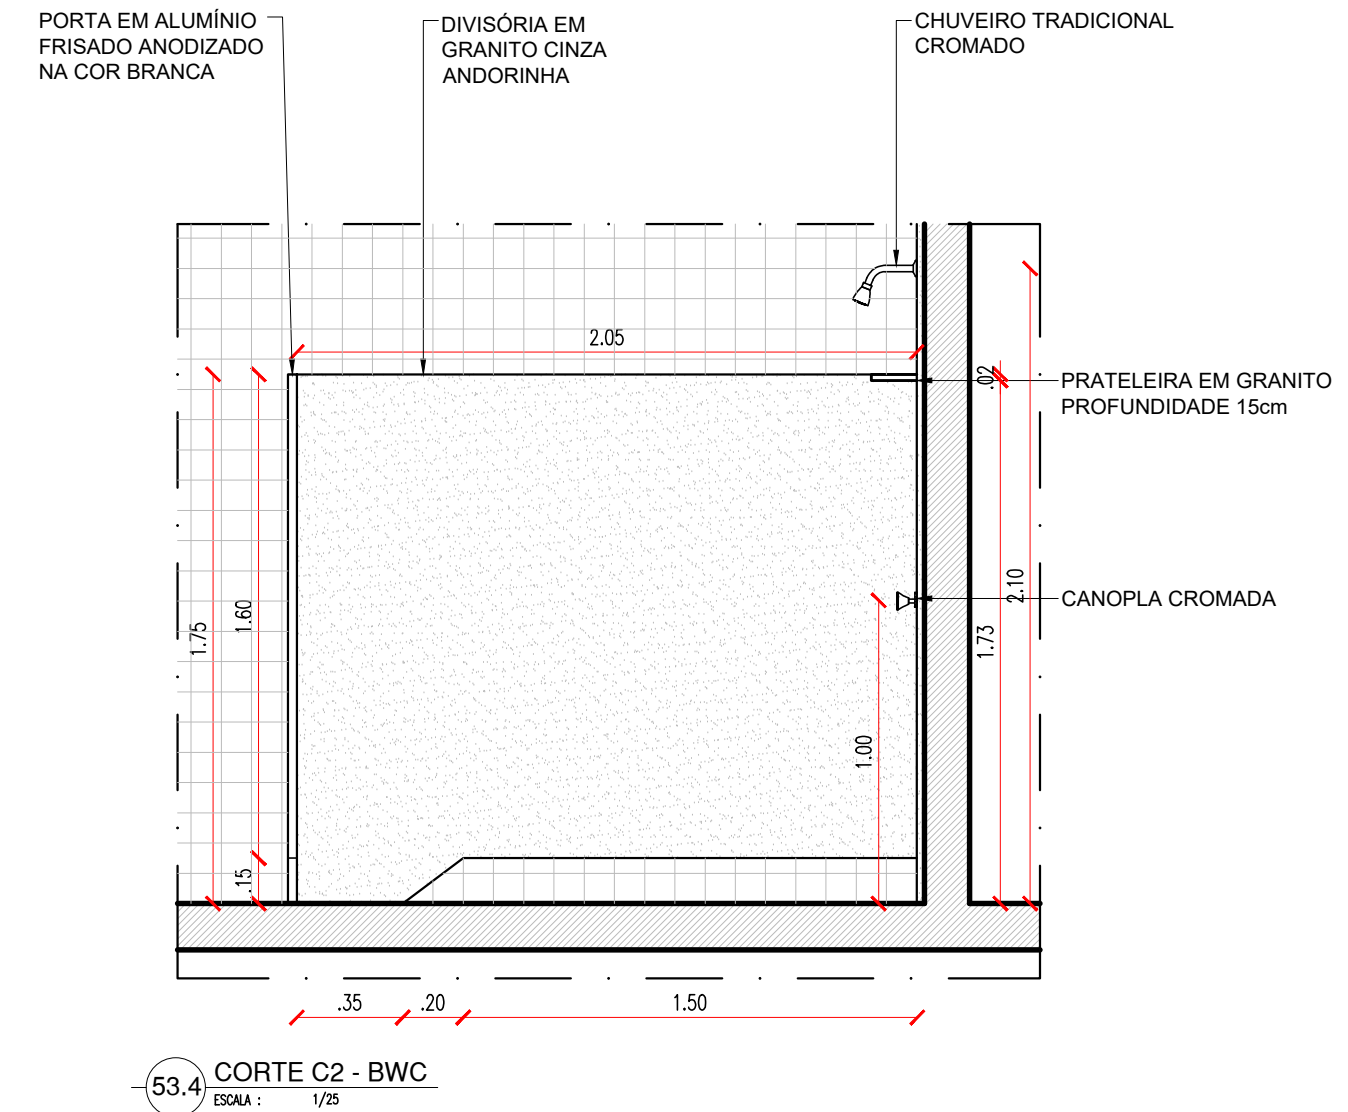 PORTA EM ALUMÍNIO
FRISADO ANODIZADO
NA COR BRANCA
DIVISÓRIA EM
GRANITO CINZA
ANDORINHA
CHUVEIRO TRADICIONAL
CROMADO
2.05
.02
PRATELEIRA EM GRANITO
PROFUNDIDADE 15cm
2.10
CANOPLA CROMADA
1.60
1.75
1.73
1.00
.15
.35
.20
1.50
53.4
CORTE C2 - BWC
ESCALA : 1/25